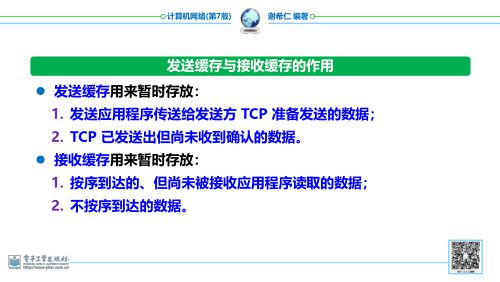 计算机网络(第7版)
谢希仁 编著
发送缓存与接收缓存的作用
● 发送缓存用来暂时存放：
1. 发送应用程序传送给发送方 TCP 准备发送的数据；
2. TCP 已发送出但尚未收到确认的数据。
● 接收缓存用来暂时存放：
1. 按序到达的、但尚未被接收应用程序读取的数据；
2. 不按序到达的数据。
电子工业出版社
http://www.phei.com.cn